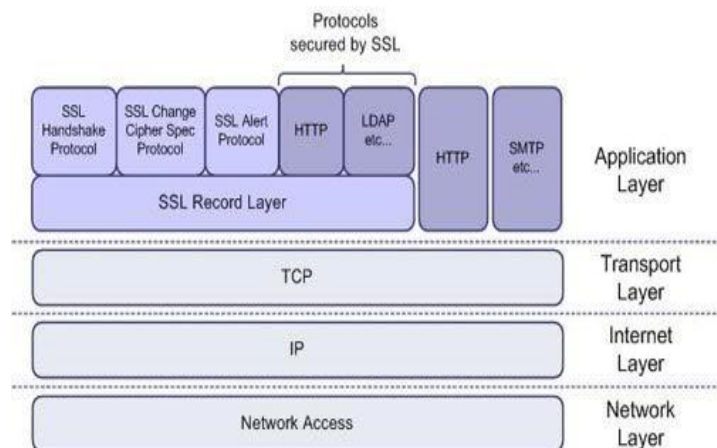 Protocols
secured by SSL
SSL
Handshake
Protocol
SSL Change
Cipher Spec
Protocol
SSL Alert
Protocol
HTTP
LDAP
etc...
HTTP
SMTP
etc...
Application
Layer
SSL Record Layer
TCP
Transport
Layer
IP
Internet
Layer
Network Access
Network
Layer